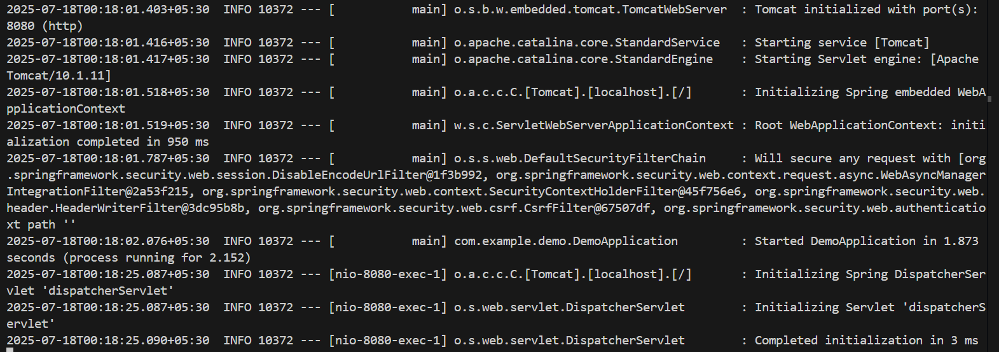 2025-07-18T00:18:01.403+05:30  INFO 10372 --- [           main] o.s.b.w.embedded.tomcat.TomcatWebServer  : Tomcat initialized with port(s):
8080 (http)
2025-07-18T00:18:01.416+05:30  INFO 10372 --- [           main] o.apache.catalina.core.StandardService   : Starting service [Tomcat]
2025-07-18T00:18:01.417+05:30  INFO 10372 --- [           main] o.apache.catalina.core.StandardEngine    : Starting Servlet engine: [Apache
Tomcat/10.1.11]
2025-07-18T00:18:01.518+05:30  INFO 10372 --- [           main] o.a.c.c.C.[Tomcat].[localhost].[/]       : Initializing Spring embedded WebA
pplicationContext
2025-07-18T00:18:01.519+05:30  INFO 10372 --- [           main] w.s.c.ServletWebServerApplicationContext : Root WebApplicationContext: initi
alization completed in 950 ms
2025-07-18T00:18:01.787+05:30  INFO 10372 --- [           main] o.s.s.web.DefaultSecurityFilterChain     : Will secure any request with [org
.springframework.security.web.session.DisableEncodeUrlFilter@1f3b992, org.springframework.security.web.context.request.async.WebAsyncManager
IntegrationFilter@2a53f215, org.springframework.security.web.context.SecurityContextHolderFilter@45f756e6, org.springframework.security.web.
header.HeaderWriterFilter@3dc95b8b, org.springframework.security.web.csrf.CsrfFilter@67507df, org.springframework.security.web.authenticatio
xt path ''
2025-07-18T00:18:02.076+05:30  INFO 10372 --- [           main] com.example.demo.DemoApplication         : Started DemoApplication in 1.873
seconds (process running for 2.152)
2025-07-18T00:18:25.087+05:30  INFO 10372 --- [nio-8080-exec-1] o.a.c.c.C.[Tomcat].[localhost].[/]       : Initializing Spring DispatcherSer
vlet 'dispatcherServlet'
2025-07-18T00:18:25.087+05:30  INFO 10372 --- [nio-8080-exec-1] o.s.web.servlet.DispatcherServlet        : Initializing Servlet 'dispatcherS
ervlet'
2025-07-18T00:18:25.090+05:30  INFO 10372 --- [nio-8080-exec-1] o.s.web.servlet.DispatcherServlet        : Completed initialization in 3 ms